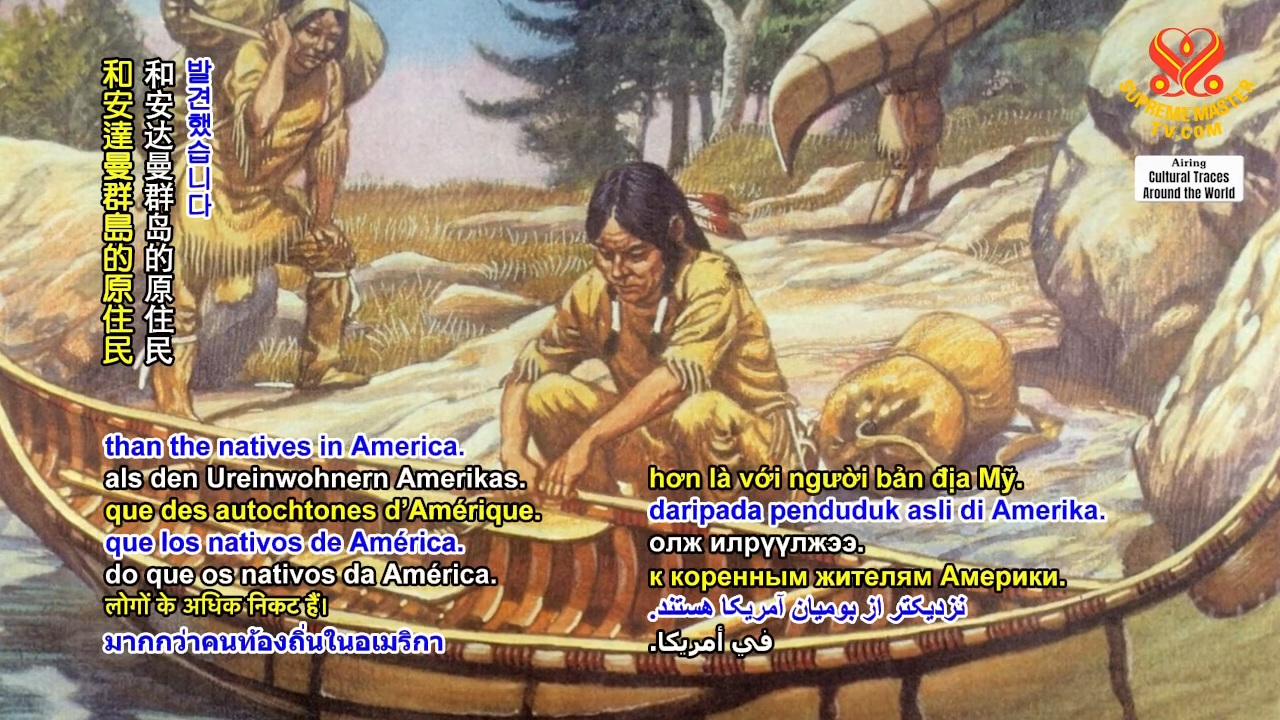 발견했습니다
和安达曼群岛的原住民
和安達曼群島的原住民
SUPREME MASTER
TV.COM
Airing
Cultural Traces
Around the World
than the natives in America.
als den Ureinwohnern Amerikas.
que des autochtones d’Amérique.
que los nativos de América.
do que os nativos da América.
लोगों के अधिक निकट हैं।
มากกว่าคนท้องถิ่นในอเมริกา
hơn là với người bản địa Mỹ.
daripada penduduk asli di Amerika.
олж илрүүлжээ.
к коренным жителям Америки.
نزدیکتر از بومیان آمریکا هستند.
في أمريكا.